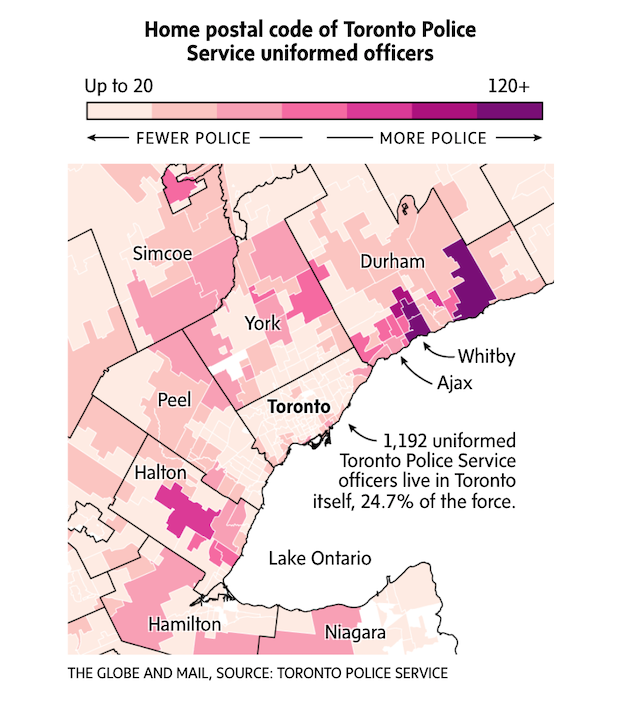 Home postal code of Toronto Police
Service uniformed officers
Up to 20
120+
FEWER POLICE
MORE POLICE
Simcoe
Durham
York
Whitby
Ajax
Peel
Toronto
1,192 uniformed
Toronto Police Service
officers live in Toronto
itself, 24.7% of the force.
Halton
Lake Ontario
Hamilton
Niagara
THE GLOBE AND MAIL, SOURCE: TORONTO POLICE SERVICE